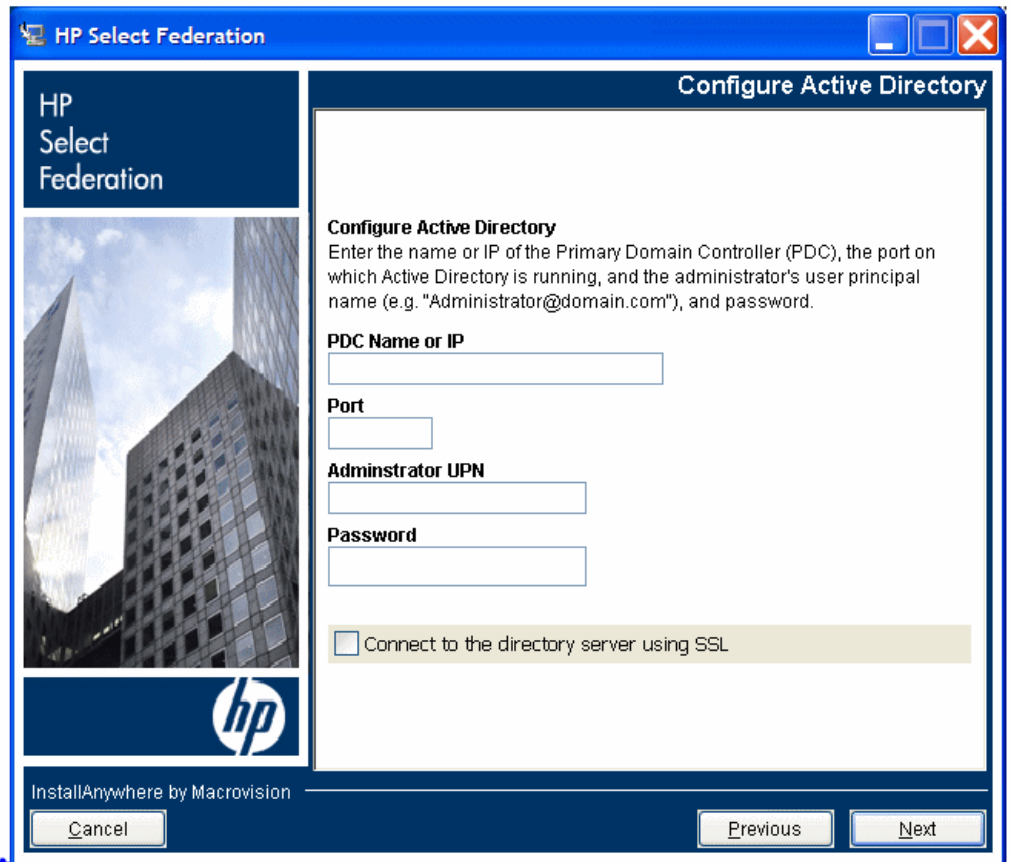 HP Select Federation
Configure Active Directory
HP
Select
Federation
Configure Active Directory
Enter the name or IP of the Primary Domain Controller (PDC), the port on
which Active Directory is running, and the administrator's user principal
name (e.g. "Administrator@domain.com"), and password.
PDC Name or IP
Port
Adminstrator UPN
Password
Connect to the directory server using SSL
hp
InstallAnywhere by Macrovision
Cancel
Previous
Next